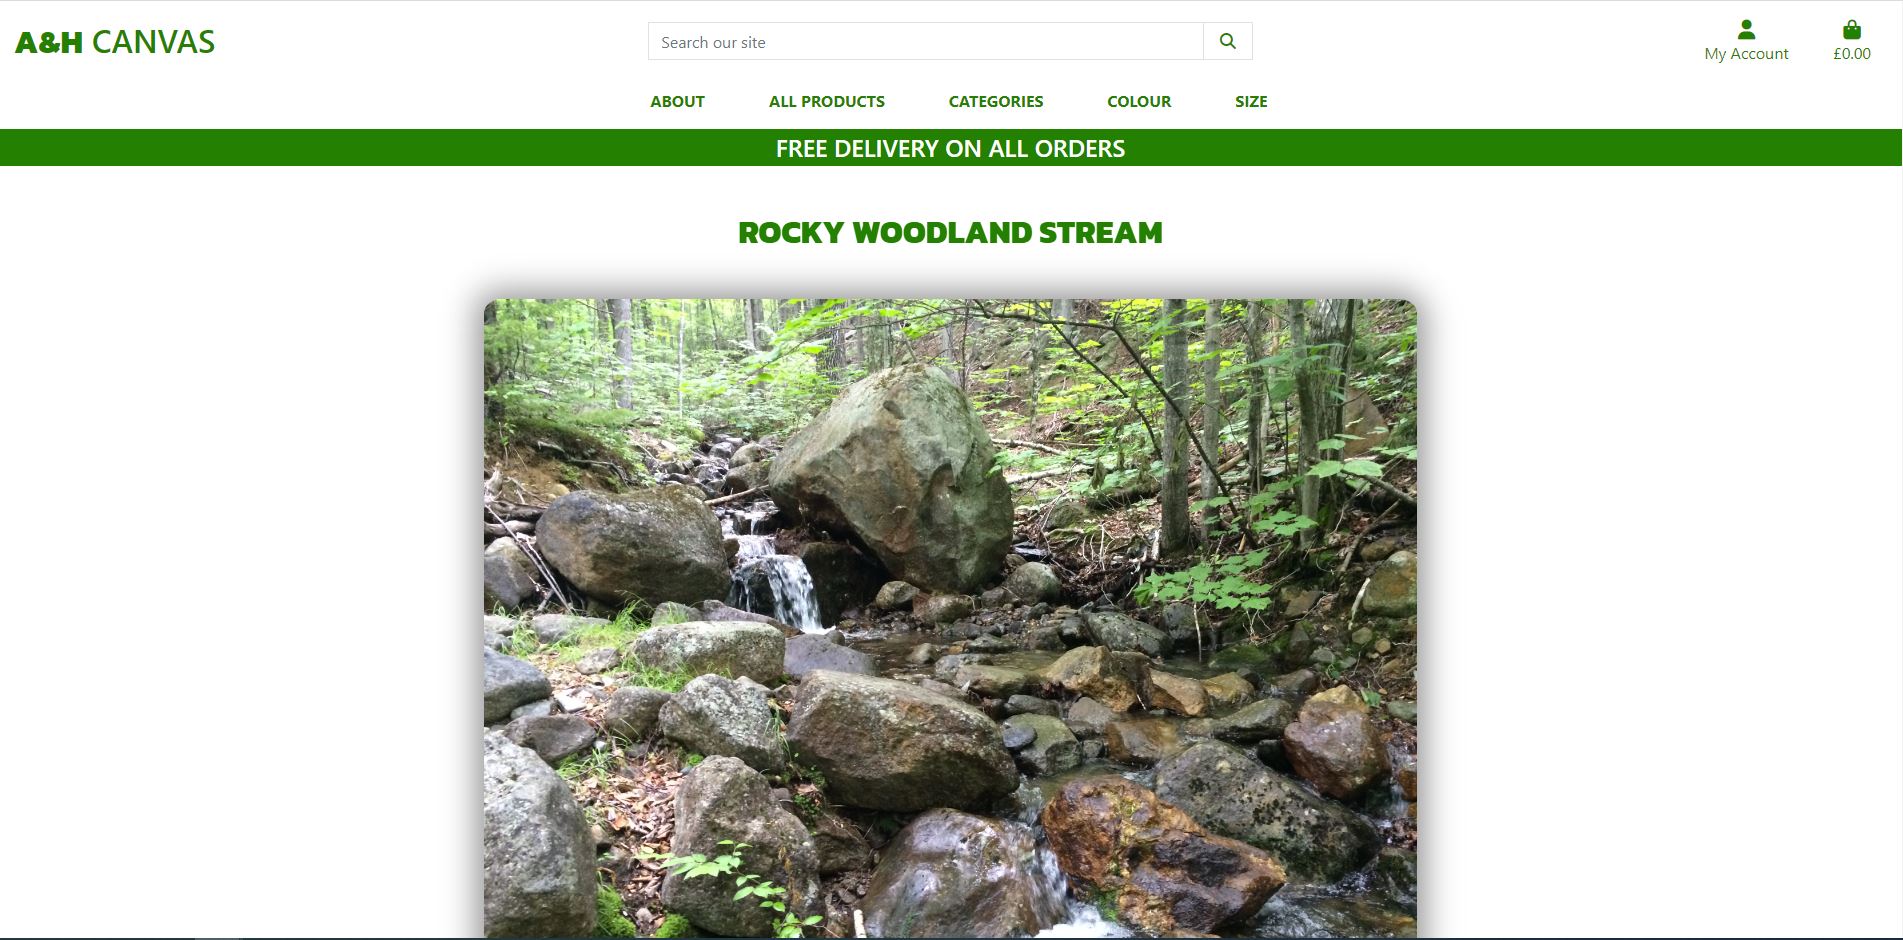 A&H CANVAS
Search our site
My Account
£0.00
ABOUT ALL PRODUCTS CATEGORIES COLOUR SIZE
FREE DELIVERY ON ALL ORDERS
ROCKY WOODLAND STREAM